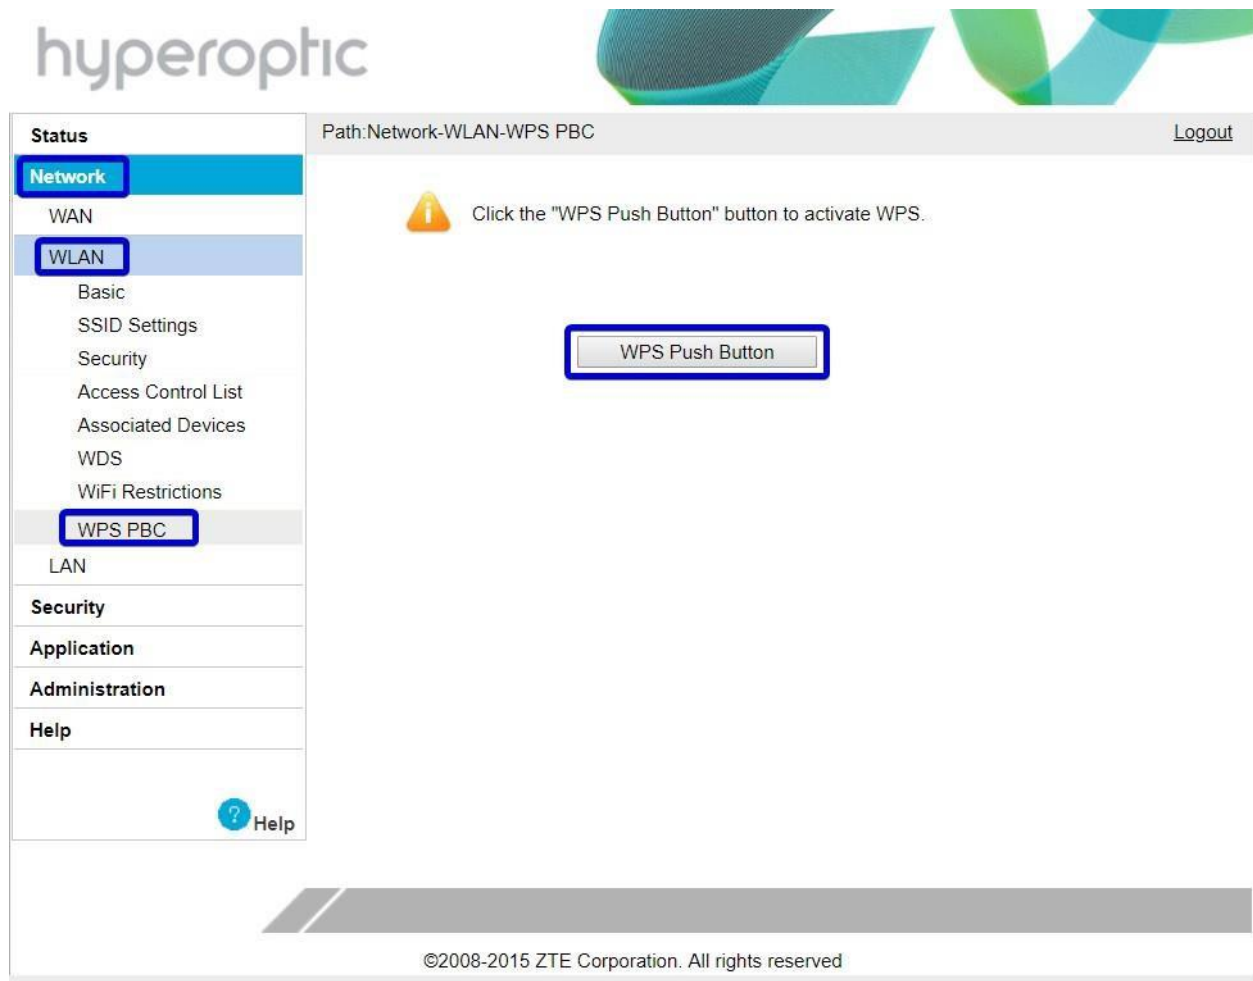 hyperoptic
Status
Path:Network-WLAN-WPS PBC
Logout
Network
WAN
Click the "WPS Push Button" button to activate WPS.
WLAN
Basic
SSID Settings
Security
WPS Push Button
Access Control List
Associated Devices
WDS
WiFi Restrictions
WPS PBC
LAN
Security
Application
Administration
Help
? Help
©2008-2015 ZTE Corporation. All rights reserved